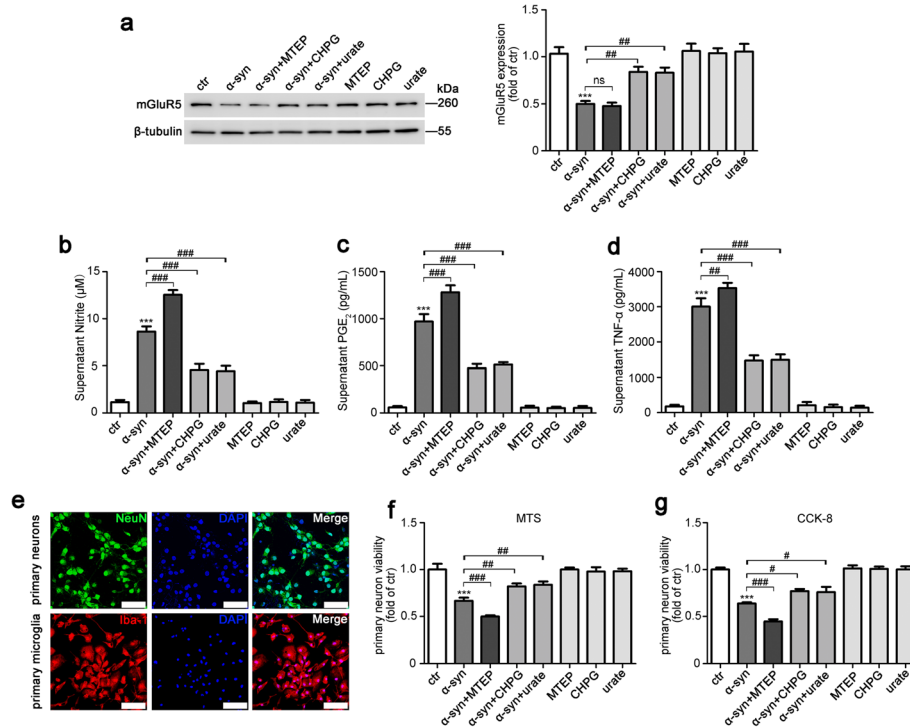 a
ctr
α-syn
α-syn+MTEP
α-syn+CHPG
α-syn+urate
MTEP
CHPG
urate
kDa
mGluR5
260
β-tubulin
55
mGluR5 expression
(fold of ctr)
1.5
1.0
0.5
0.0
##
##
ns
***
ctr
α-syn
α-syn+MTEP
α-syn+CHPG
α-syn+urate
MTEP
CHPG
urate
b
Supernatant Nitrite (μM)
15
10
5
0
###
###
###
***
ctr
α-syn
α-syn+MTEP
α-syn+CHPG
α-syn+urate
MTEP
CHPG
urate
c
Supernatant PGE2 (pg/mL)
1500
1000
500
0
###
###
###
***
ctr
α-syn
α-syn+MTEP
α-syn+CHPG
α-syn+urate
MTEP
CHPG
urate
d
Supernatant TNF-α
(pg/mL)
4000
3000
2000
1000
0
###
###
##
***
ctr
α-syn
α-syn+MTEP
α-syn+CHPG
α-syn+urate
MTEP
CHPG
urate
e
primary neurons
NeuN
DAPI
Merge
primary microglia
Iba-1
DAPI
Merge
f
MTS
primary neuron viability
(fold of ctr)
1.5
1.0
0.5
0.0
##
##
###
***
ctr
α-syn
α-syn+MTEP
α-syn+CHPG
α-syn+urate
MTEP
CHPG
urate
g
CCK-8
primary neuron viability
(fold of ctr)
1.5
1.0
0.5
0.0
#
#
###
***
ctr
α-syn
α-syn+MTEP
α-syn+CHPG
α-syn+urate
MTEP
CHPG
urate